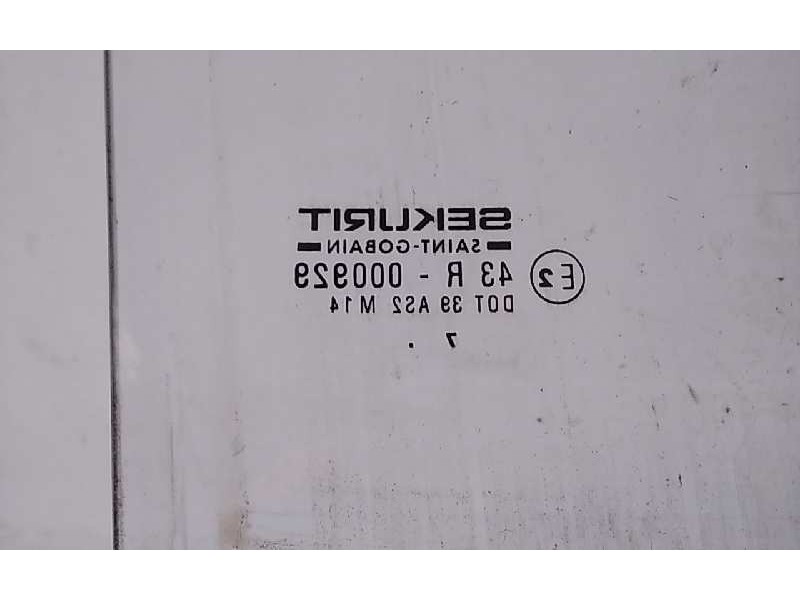 SEKURIT
SAINT-GOBAIN
E2 43 R - 000929
DOT 39 AS2 M14
7 .